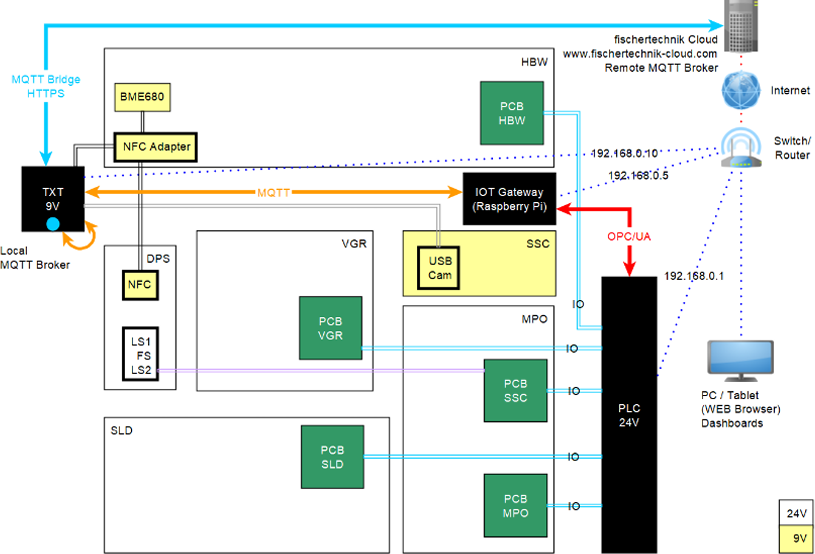 fischertechnik Cloud
www.fischertechnik-cloud.com
Remote MQTT Broker
HBW
MQTT Bridge
HTTPS
BME680
PCB
HBW
Internet
NFC Adapter
Switch/
Router
192.168.0.10
192.168.0.5
TXT
9V
MQTT
IOT Gateway
(Raspberry Pi)
OPC/UA
Local
MQTT Broker
DPS
VGR
SSC
USB
Cam
192.168.0.1
NFC
IO
PCB
VGR
MPO
LS1
FS
LS2
IO
PCB
SSC
IO
PLC
24V
PC / Tablet
(WEB Browser)
Dashboards
SLD
PCB
SLD
IO
PCB
MPO
IO
24V
9V